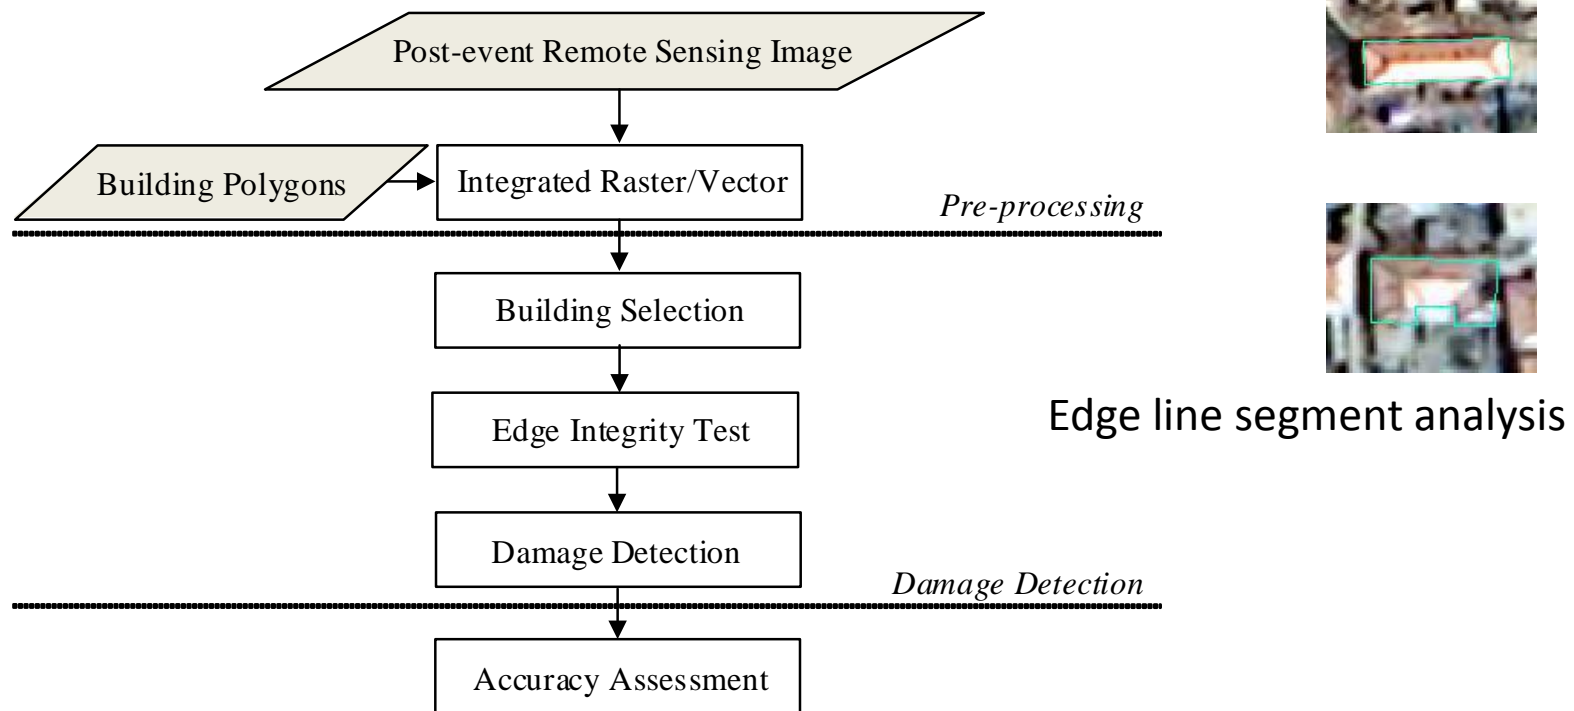 Post-event Remote Sensing Image
Building Polygons
Integrated Raster/Vector
Pre-processing
Building Selection
Edge Integrity Test
Edge line segment analysis
Damage Detection
Damage Detection
Accuracy Assessment